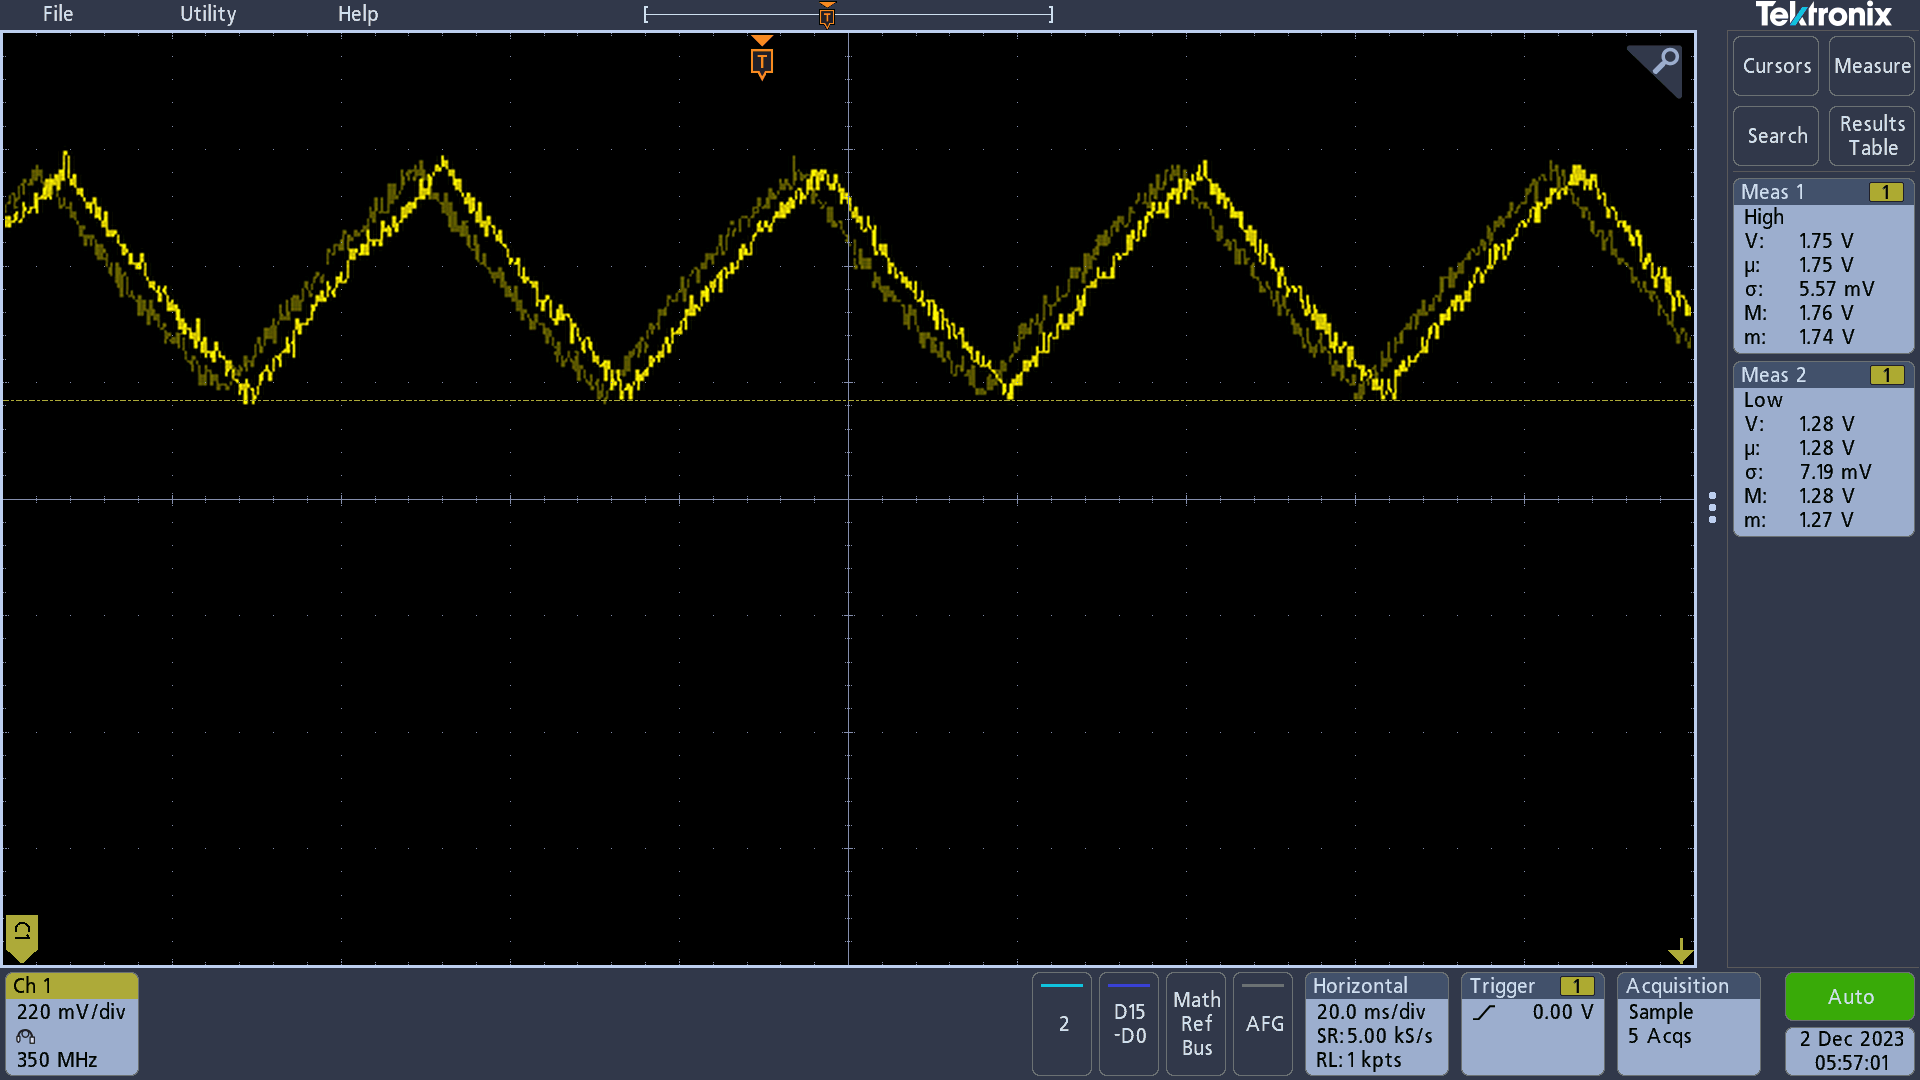 File Utility Help
T
Tektronix
T
Cursors Measure
Search Results Table
Meas 1 1
High
V: 1.75 V
µ: 1.75 V
σ: 5.57 mV
M: 1.76 V
m: 1.74 V
Meas 2 1
Low
V: 1.28 V
µ: 1.28 V
σ: 7.19 mV
M: 1.28 V
m: 1.27 V
C1
Ch 1
220 mV/div
350 MHz
2
D15
-D0
Math
Ref
Bus
AFG
Horizontal
20.0 ms/div
SR: 5.00 kS/s
RL: 1 kpts
Trigger 1
0.00 V
Acquisition
Sample
5 Acqs
Auto
2 Dec 2023
05:57:01